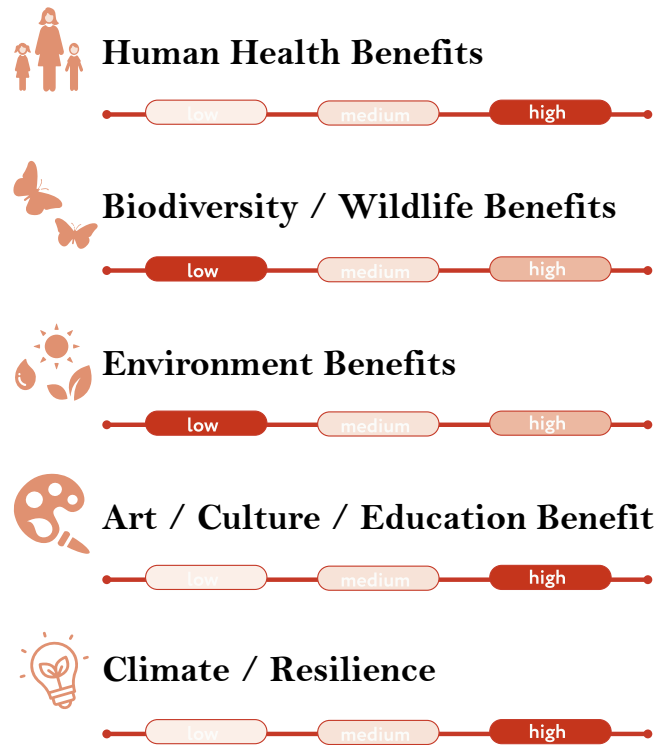 Human Health Benefits
low medium high
Biodiversity / Wildlife Benefits
low medium high
Environment Benefits
low medium high
Art / Culture / Education Benefit
low medium high
Climate / Resilience
low medium high